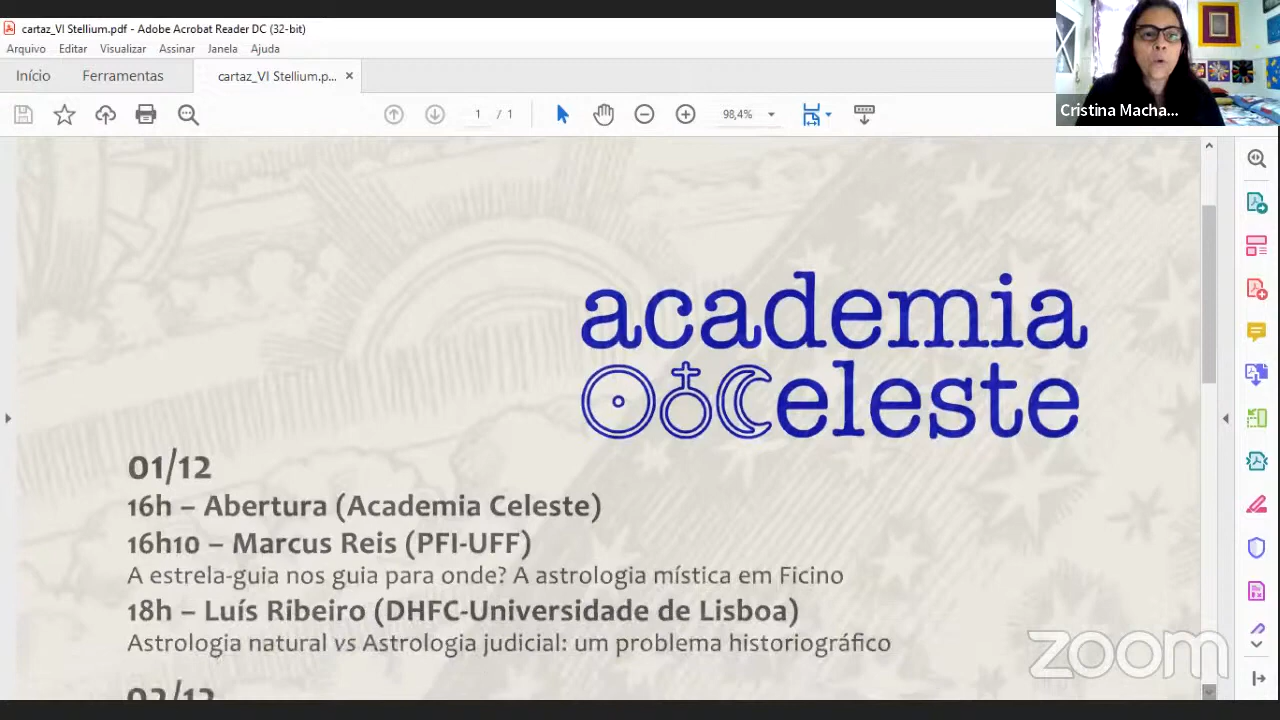 cartaz_VI Stellium.pdf - Adobe Acrobat Reader DC (32-bit)
Arquivo Editar Visualizar Assinar Janela Ajuda
Início Ferramentas cartaz_VI Stellium.p... ×
1 / 1 98,4%
Cristina Macha...
academia
celeste
01/12
16h – Abertura (Academia Celeste)
16h10 – Marcus Reis (PFI-UFF)
A estrela-guia nos guia para onde? A astrologia mística em Ficino
18h – Luís Ribeiro (DHFC-Universidade de Lisboa)
Astrologia natural vs Astrologia judicial: um problema historiográfico
02/12
zoom